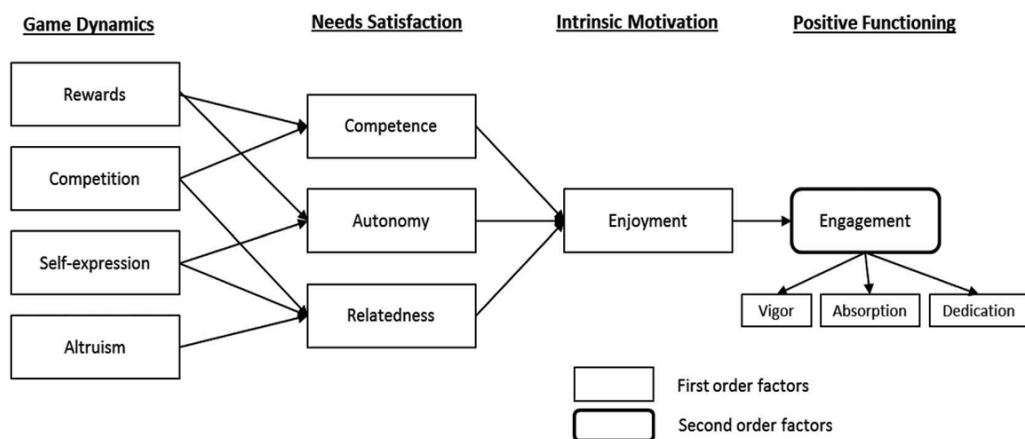 Game Dynamics
Needs Satisfaction
Intrinsic Motivation
Positive Functioning
Rewards
Competition
Self-expression
Altruism
Competence
Autonomy
Relatedness
Enjoyment
Engagement
Vigor
Absorption
Dedication
First order factors
Second order factors